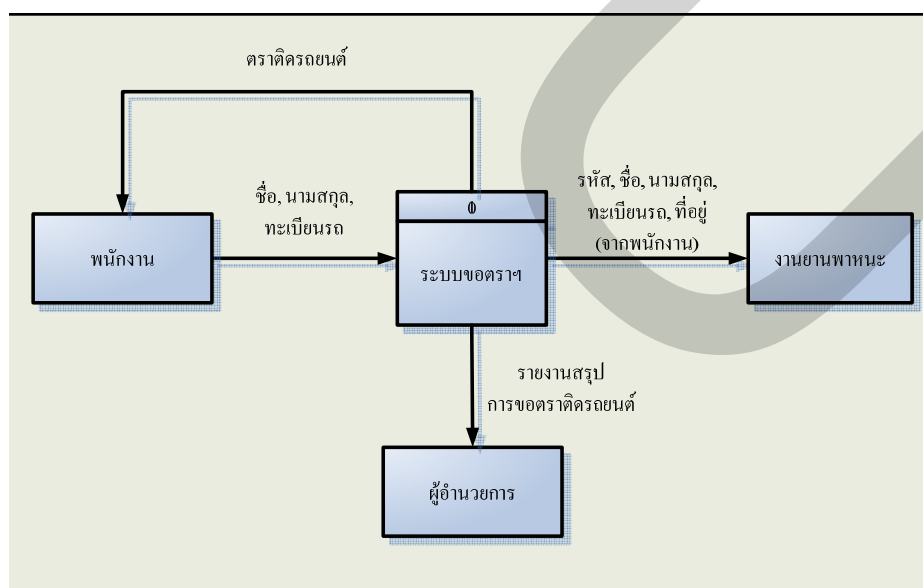 ตราติดรถยนต์
ชื่อ, นามสกุล,
ทะเบียนรถ
รหัส, ชื่อ, นามสกุล,
ทะเบียนรถ, ที่อยู่
(จากพนักงาน)
0
พนักงาน
ระบบขอตราฯ
งานยานพาหนะ
รายงานสรุป
การขอตราติดรถยนต์
ผู้อำนวยการ